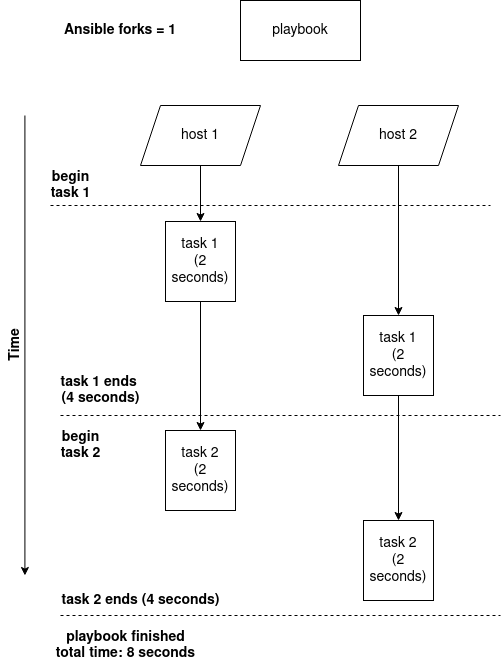 Ansible forks = 1
playbook
host 1
host 2
begin
task 1
task 1
(2
seconds)
Time
task 1
(2
seconds)
task 1 ends
(4 seconds)
begin
task 2
task 2
(2
seconds)
task 2
(2
seconds)
task 2 ends (4 seconds)
playbook finished
total time: 8 seconds